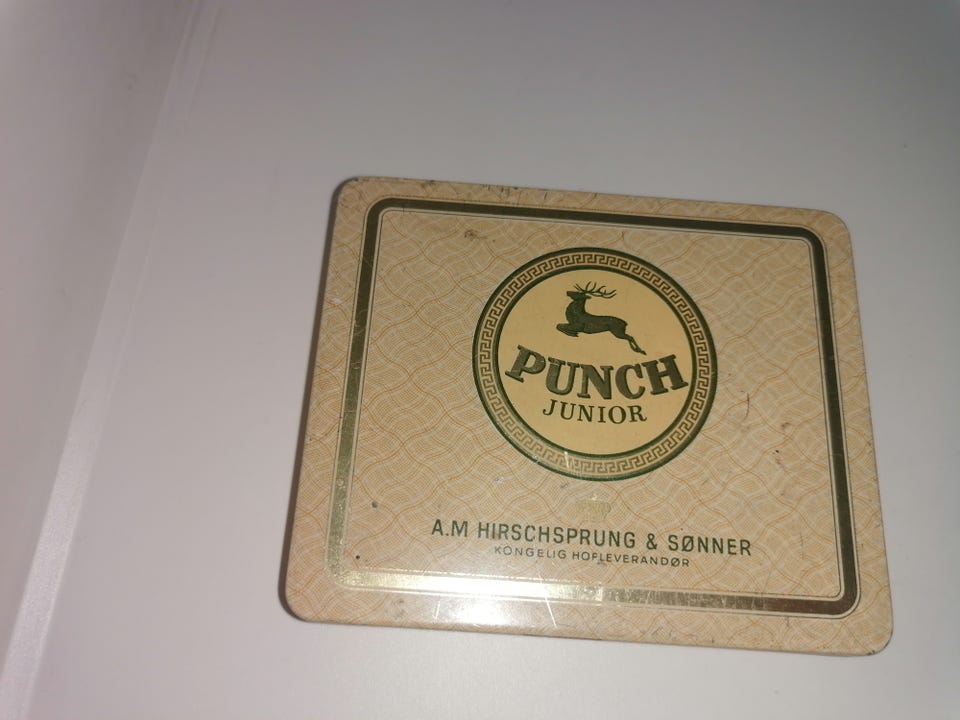 PUNCH
JUNIOR
A.M HIRSCHSPRUNG & SØNNER
KONGELIG HOFLEVERANDØR